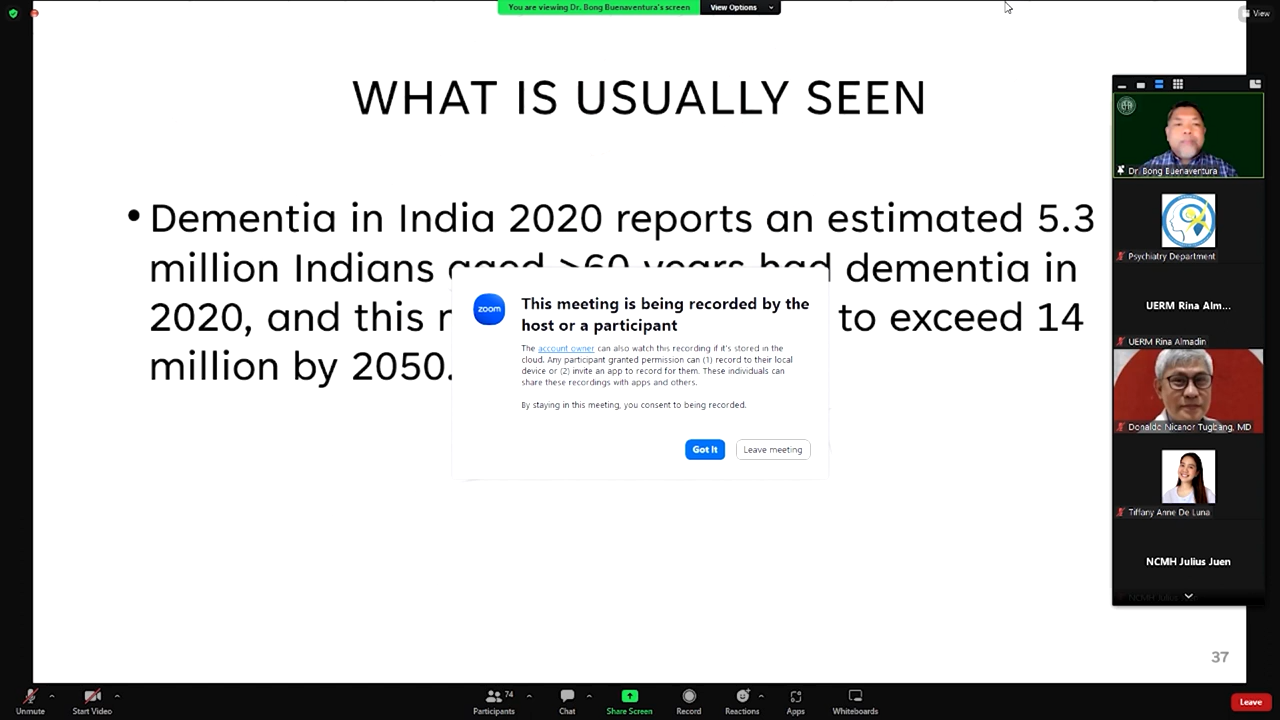 You are viewing Dr. Bong Buenaventura's screen
View Options
View
WHAT IS USUALLY SEEN
• Dementia in India 2020 reports an estimated 5.3
million Indians aged >60 years had dementia in
2020, and this to exceed 14
million by 2050.
zoom
This meeting is being recorded by the
host or a participant
The account owner can also watch this recording if it's stored in the
cloud. Any participant granted permission can (1) record to their local
device or (2) invite an app to record for them. These individuals can
share these recordings with apps and others.
By staying in this meeting, you consent to being recorded.
Got It
Leave meeting
Dr. Bong Buenaventura
Psychiatry Department
UERM Rina Alm...
UERM Rina Almadin
Donaldo Nicanor Tugbang, MD
Tiffany Anne De Luna
NCMH Julius Juen
37
Unmute
Start Video
74
Participants
Chat
Share Screen
Record
Reactions
Apps
Whiteboards
Leave